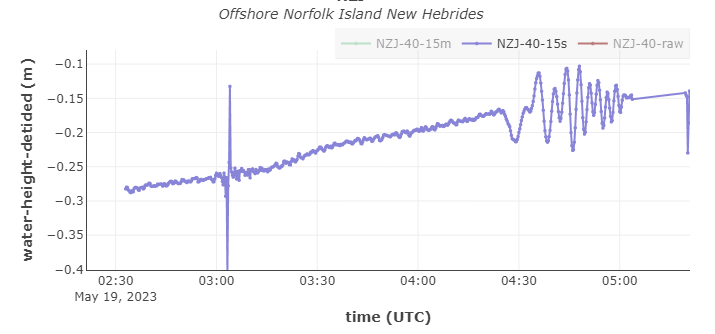 Offshore Norfolk Island New Hebrides
NZJ-40-15m NZJ-40-15s NZJ-40-raw
water-height-detided (m)
−0.1
−0.15
−0.2
−0.25
−0.3
−0.35
−0.4
02:30 03:00 03:30 04:00 04:30 05:00
May 19, 2023
time (UTC)